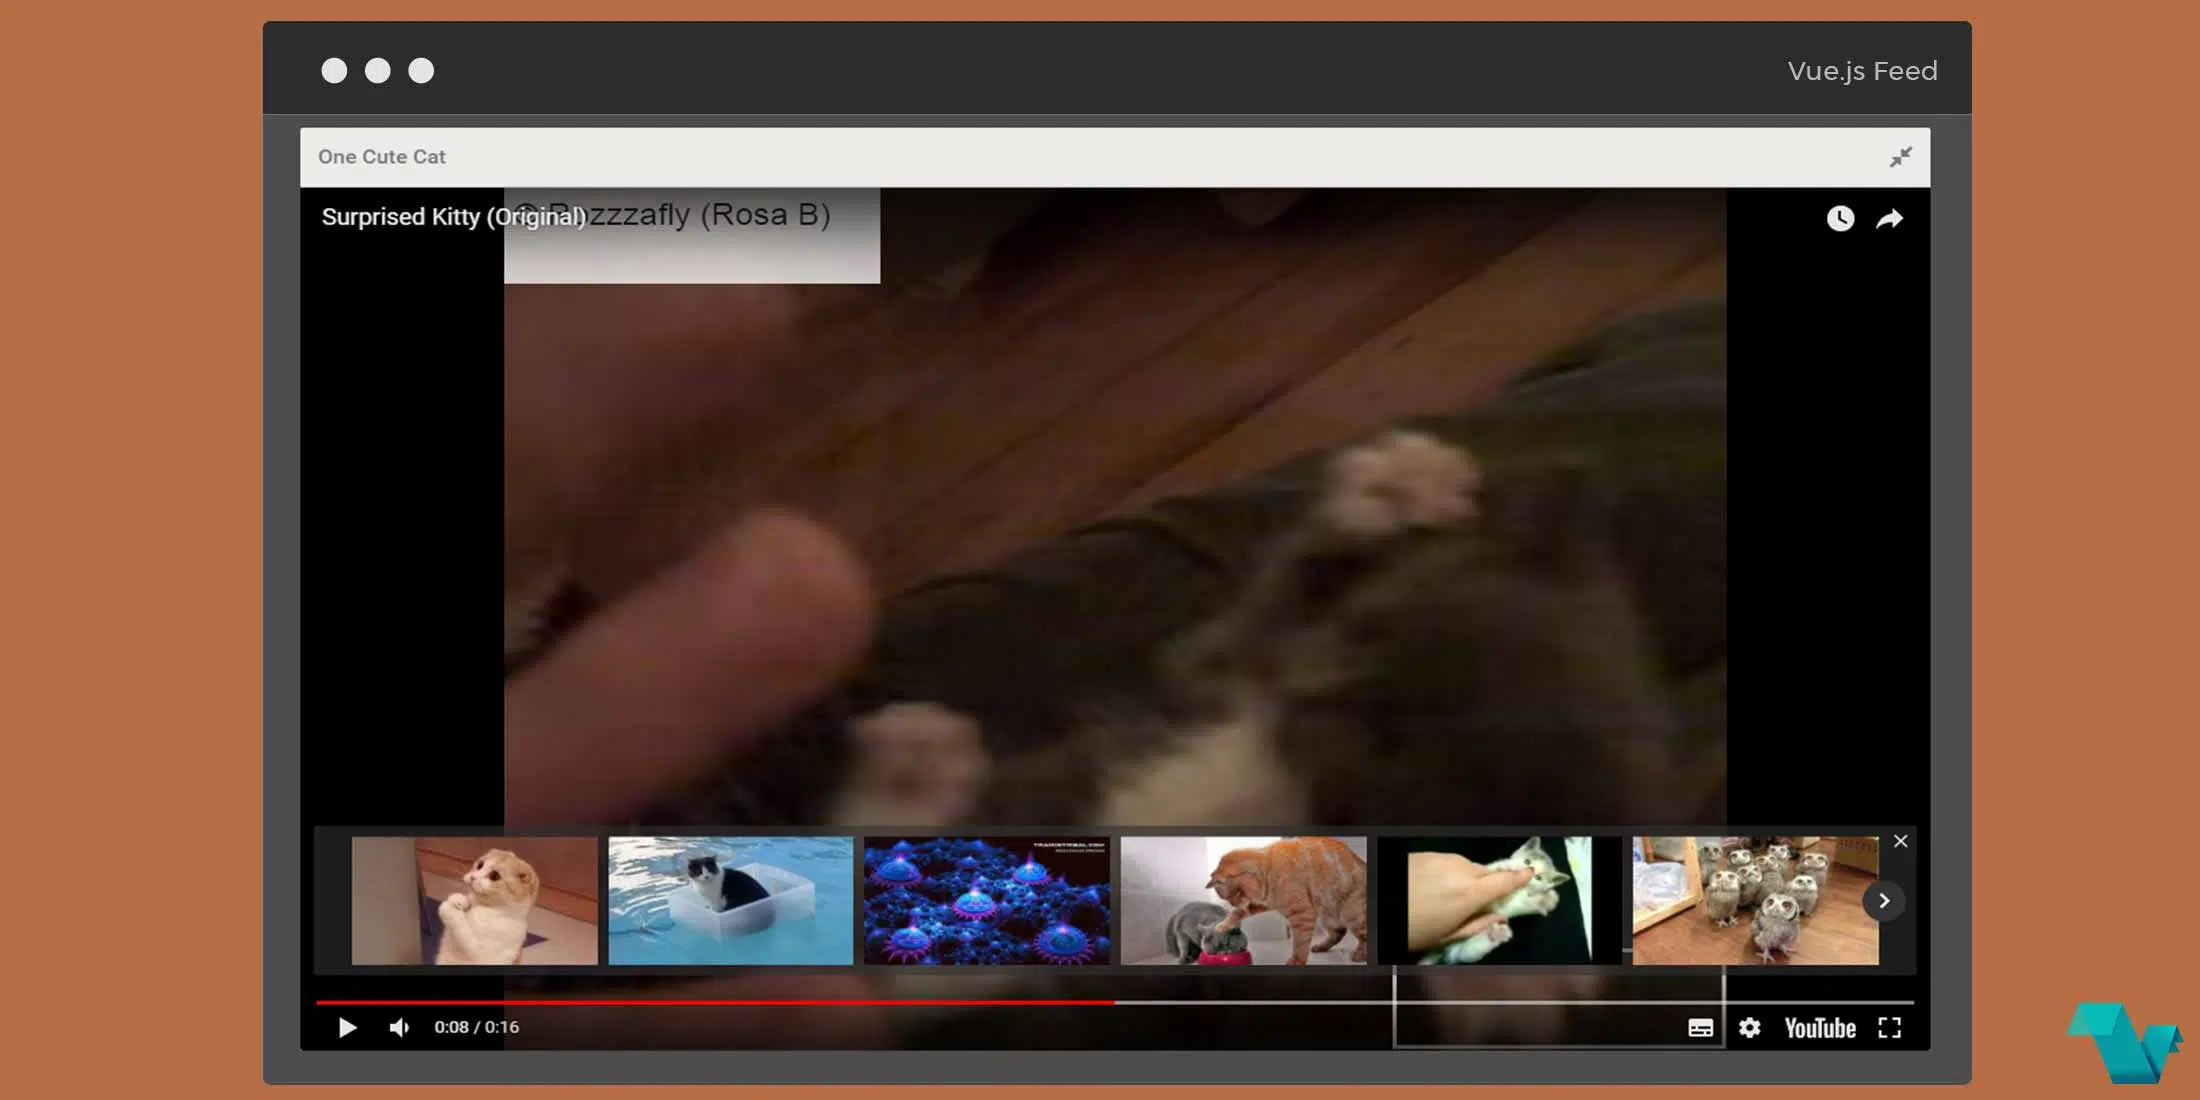 Vue.js Feed
One Cute Cat
Surprised Kitty (Original)
zzzafly (Rosa B)
0:08 / 0:16
YouTube